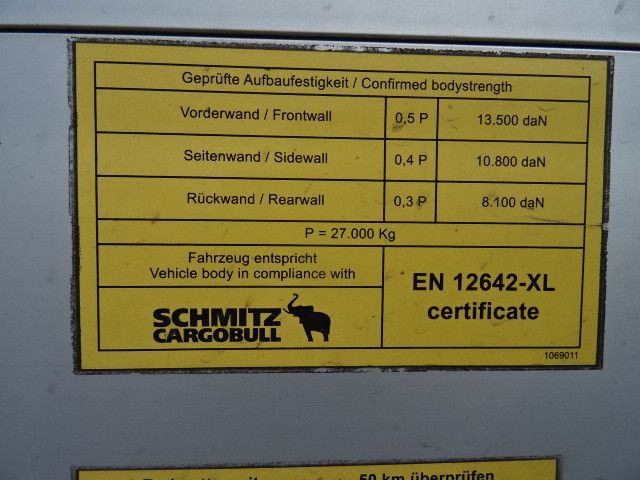 Geprüfte Aufbaufestigkeit / Confirmed bodystrength
Vorderwand / Frontwall 0,5 P 13.500 daN
Seitenwand / Sidewall 0,4 P 10.800 daN
Rückwand / Rearwall 0,3 P 8.100 daN
P = 27.000 Kg
Fahrzeug entspricht
Vehicle body in compliance with
SCHMITZ
CARGOBULL
EN 12642-XL
certificate
1069011
50 km überprüfen